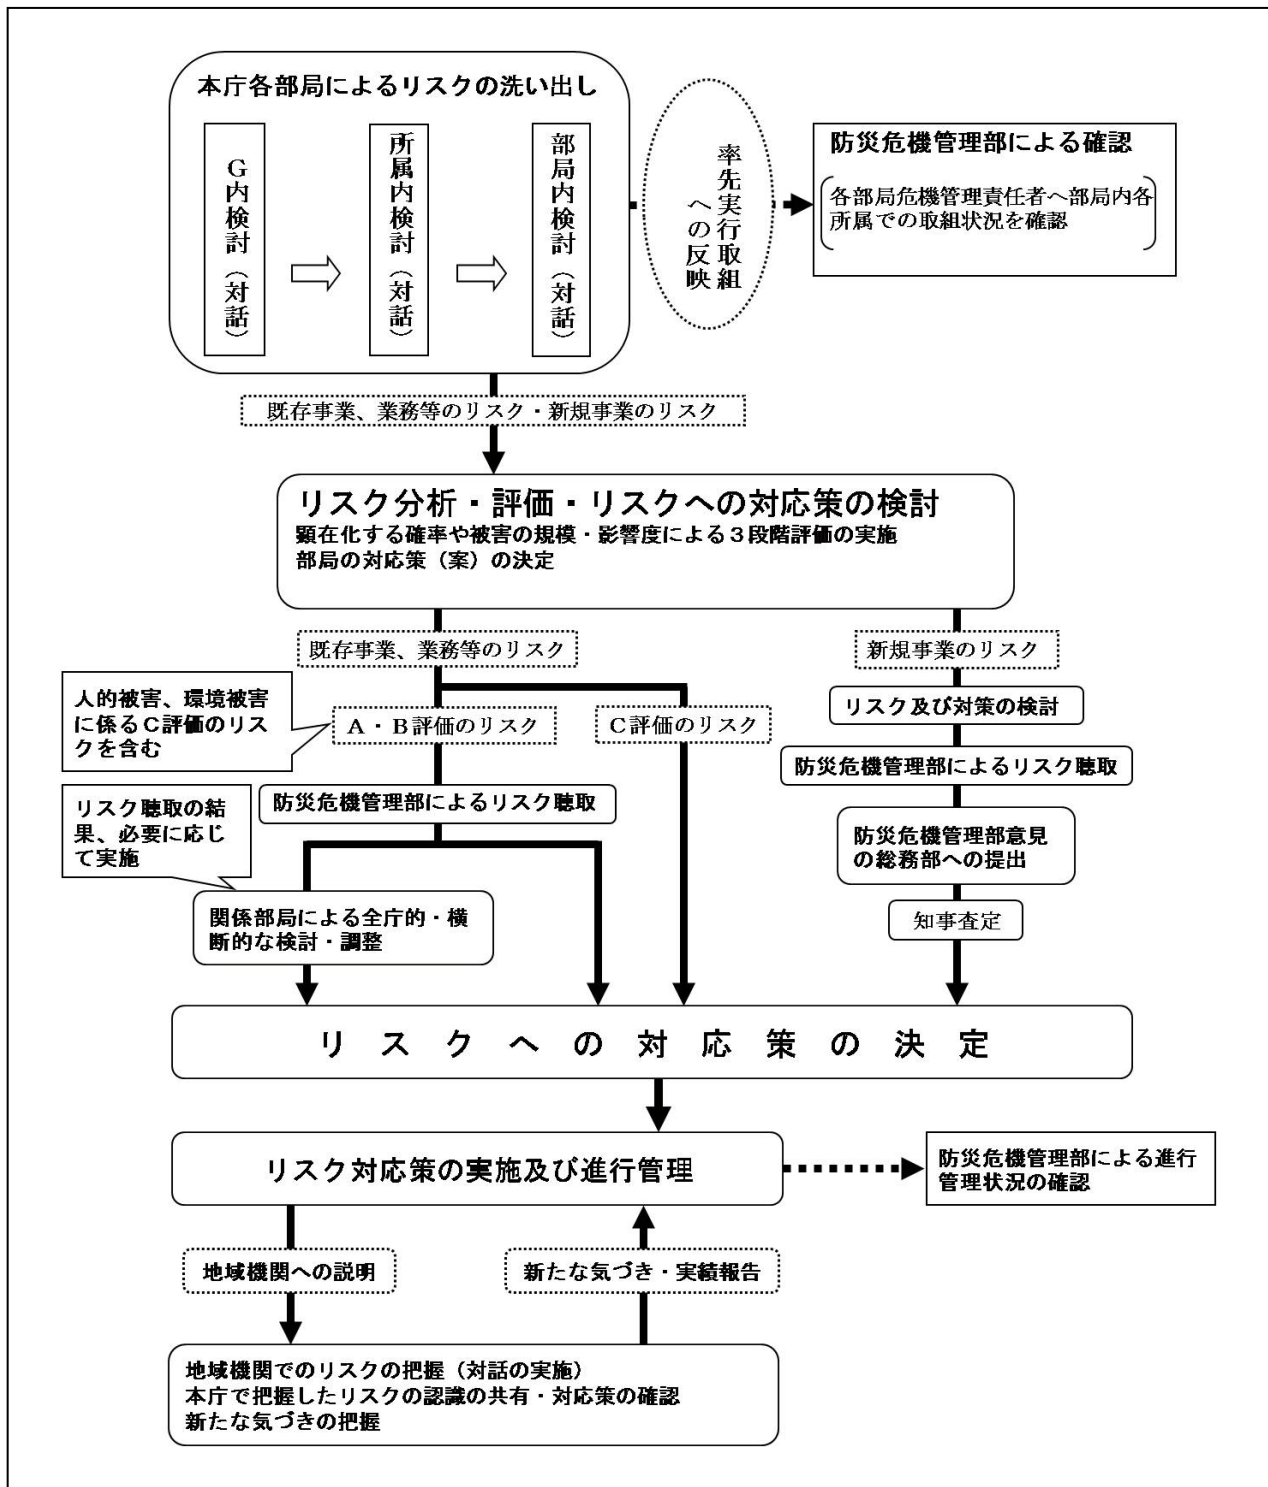 本庁各部局によるリスクの洗い出し
G内検討（対話）
所属内検討（対話）
部局内検討（対話）
率先実行取組
への反映
防災危機管理部による確認
各部局危機管理責任者へ部局内各
所属での取組状況を確認
既存事業、業務等のリスク・新規事業のリスク
リスク分析・評価・リスクへの対応策の検討
顕在化する確率や被害の規模・影響度による３段階評価の実施
部局の対応策（案）の決定
既存事業、業務等のリスク
新規事業のリスク
人的被害、環境被害
に係るＣ評価のリス
クを含む
Ａ・Ｂ評価のリスク
Ｃ評価のリスク
リスク及び対策の検討
防災危機管理部によるリスク聴取
リスク聴取の結
果、必要に応じ
て実施
防災危機管理部によるリスク聴取
防災危機管理部意見
の総務部への提出
関係部局による全庁的・横
断的な検討・調整
知事査定
リスクへの対応策の決定
リスク対応策の実施及び進行管理
防災危機管理部による進行
管理状況の確認
地域機関への説明
新たな気づき・実績報告
地域機関でのリスクの把握（対話の実施）
本庁で把握したリスクの認識の共有・対応策の確認
新たな気づきの把握